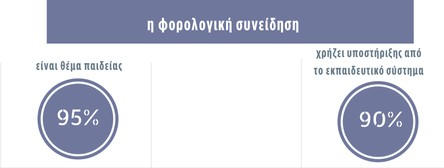 η φορολογική συνείδηση
είναι θέμα παιδείας
95%
χρήζει υποστήριξης από
το εκπαιδευτικό σύστημα
90%